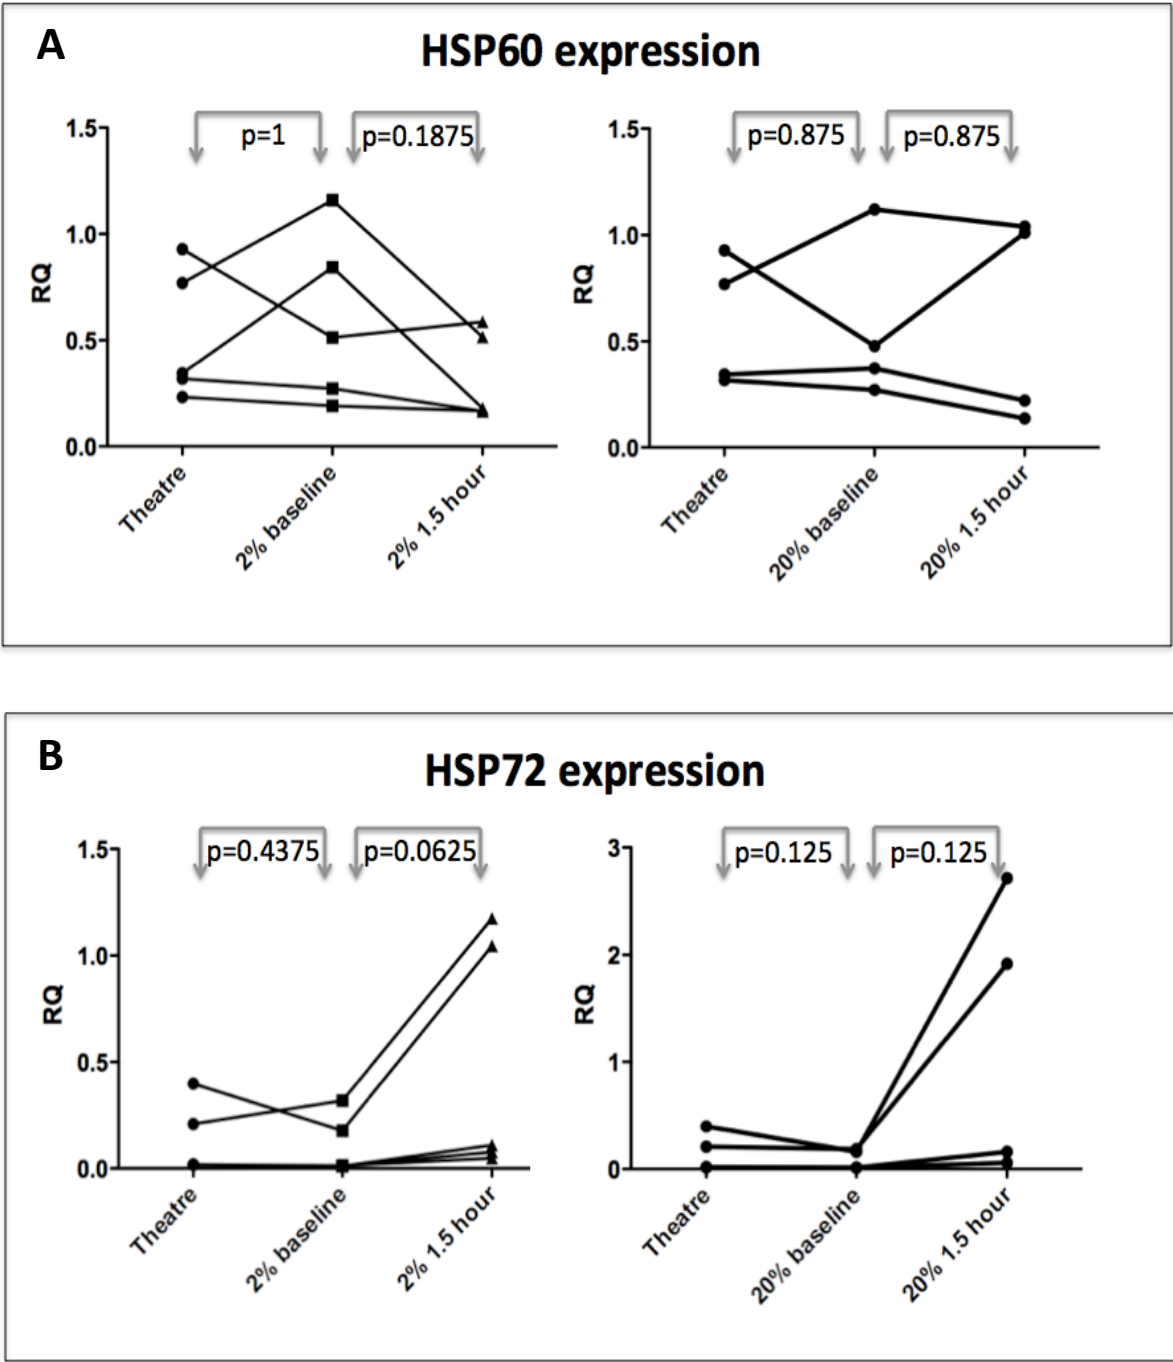 A
HSP60 expression
p=1
p=0.1875
1.5
1.0
0.5
0.0
RQ
Theatre
2% baseline
2% 1.5 hour
p=0.875
p=0.875
1.5
1.0
0.5
0.0
RQ
Theatre
20% baseline
20% 1.5 hour
B
HSP72 expression
p=0.4375
p=0.0625
1.5
1.0
0.5
0.0
RQ
Theatre
2% baseline
2% 1.5 hour
p=0.125
p=0.125
3
2
1
0
RQ
Theatre
20% baseline
20% 1.5 hour